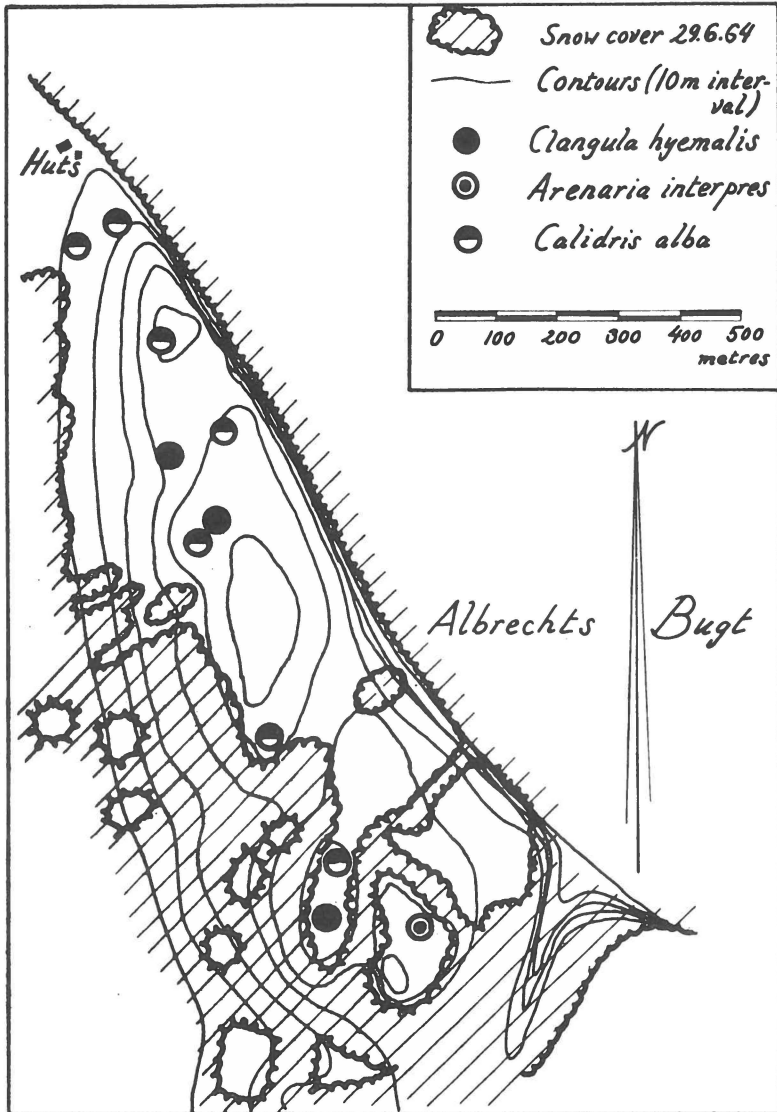 Snow cover 29.6.64
Contours (10m inter-
val)
Clangula hyemalis
Arenaria interpres
Calidris alba
0 100 200 300 400 500
metres
Huts
N
Albrechts Bugt